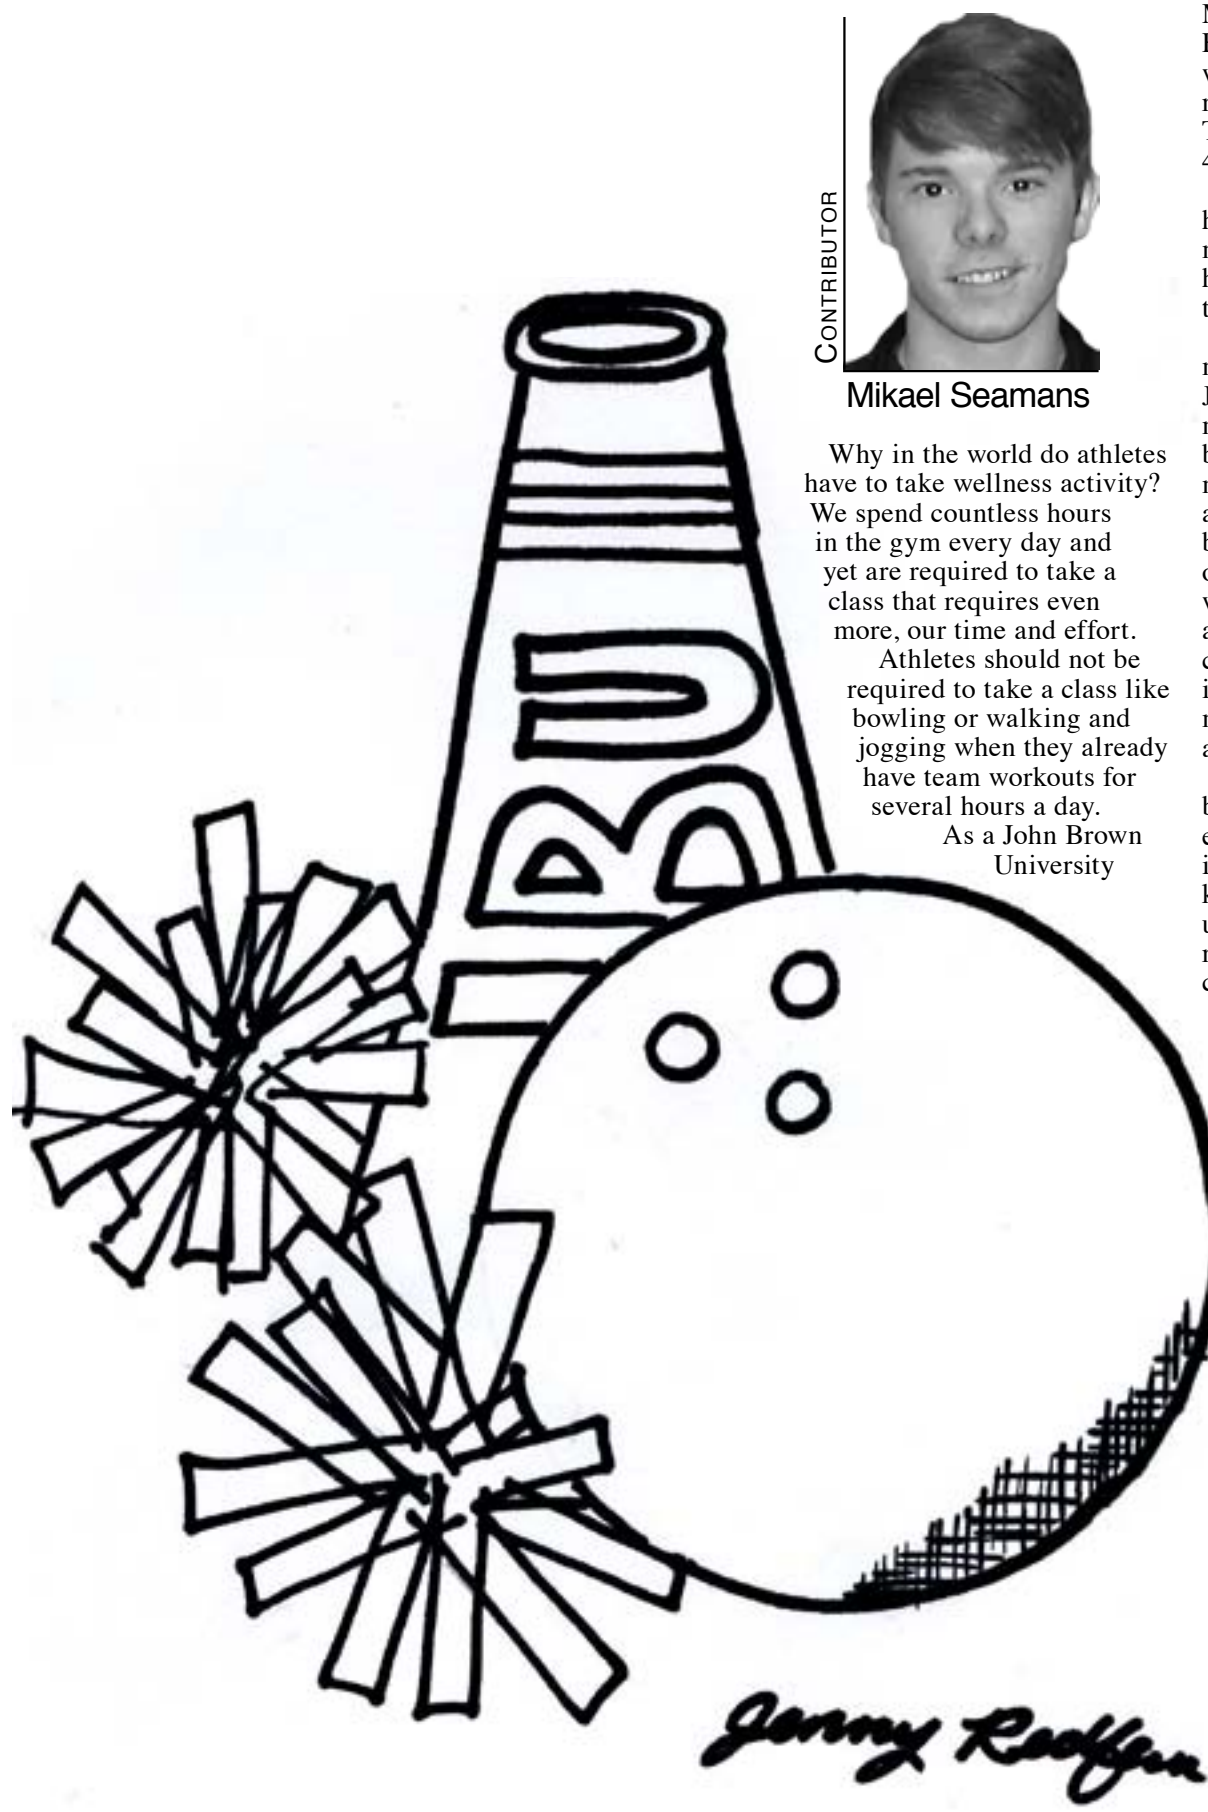 CONTRIBUTOR
Mikael Seamans
Why in the world do athletes
have to take wellness activity?
We spend countless hours
in the gym every day and
yet are required to take a
class that requires even
more, our time and effort.
Athletes should not be
required to take a class like
bowling or walking and
jogging when they already
have team workouts for
several hours a day.
As a John Brown
University
JBU
Jenny Redfern